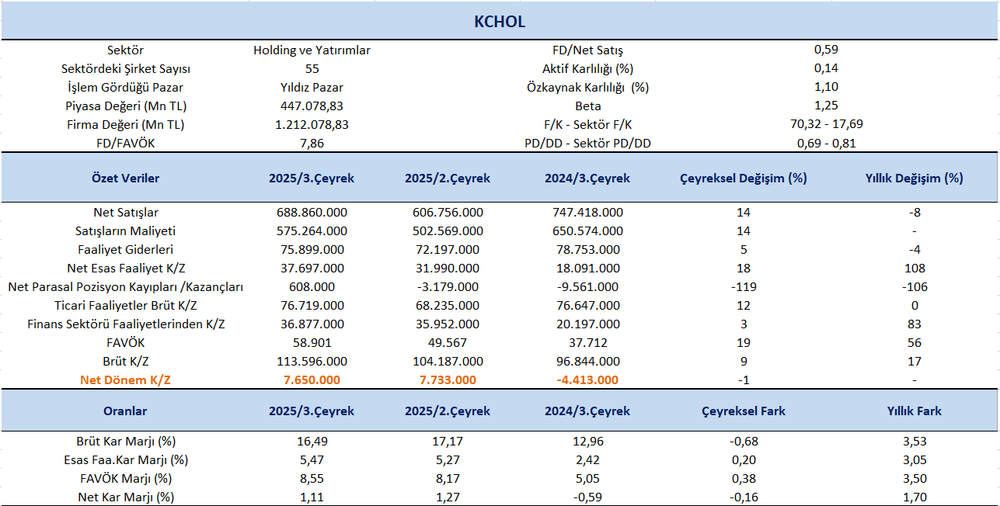 KCHOL
Sektör Holding ve Yatırımlar FD/Net Satış 0,59
Sektördeki Şirket Sayısı 55 Aktif Karlılığı (%) 0,14
İşlem Gördüğü Pazar Yıldız Pazar Özkaynak Karlılığı (%) 1,10
Piyasa Değeri (Mn TL) 447.078,83 Beta 1,25
Firma Değeri (Mn TL) 1.212.078,83 F/K - Sektör F/K 70,32 - 17,69
FD/FAVÖK 7,86 PD/DD - Sektör PD/DD 0,69 - 0,81
Özet Veriler 2025/3.Çeyrek 2025/2.Çeyrek 2024/3.Çeyrek Çeyreksel Değişim (%) Yıllık Değişim (%)
Net Satışlar 688.860.000 606.756.000 747.418.000 14 -8
Satışların Maliyeti 575.264.000 502.569.000 650.574.000 14 -
Faaliyet Giderleri 75.899.000 72.197.000 78.753.000 5 -4
Net Esas Faaliyet K/Z 37.697.000 31.990.000 18.091.000 18 108
Net Parasal Pozisyon Kayıpları /Kazançları 608.000 -3.179.000 -9.561.000 -119 -106
Ticari Faaliyetler Brüt K/Z 76.719.000 68.235.000 76.647.000 12 0
Finans Sektörü Faaliyetlerinden K/Z 36.877.000 35.952.000 20.197.000 3 83
FAVÖK 58.901 49.567 37.712 19 56
Brüt K/Z 113.596.000 104.187.000 96.844.000 9 17
Net Dönem K/Z 7.650.000 7.733.000 -4.413.000 -1 -
Oranlar 2025/3.Çeyrek 2025/2.Çeyrek 2024/3.Çeyrek Çeyreksel Fark Yıllık Fark
Brüt Kar Marjı (%) 16,49 17,17 12,96 -0,68 3,53
Esas Faa.Kar Marjı (%) 5,47 5,27 2,42 0,20 3,05
FAVÖK Marjı (%) 8,55 8,17 5,05 0,38 3,50
Net Kar Marjı (%) 1,11 1,27 -0,59 -0,16 1,70